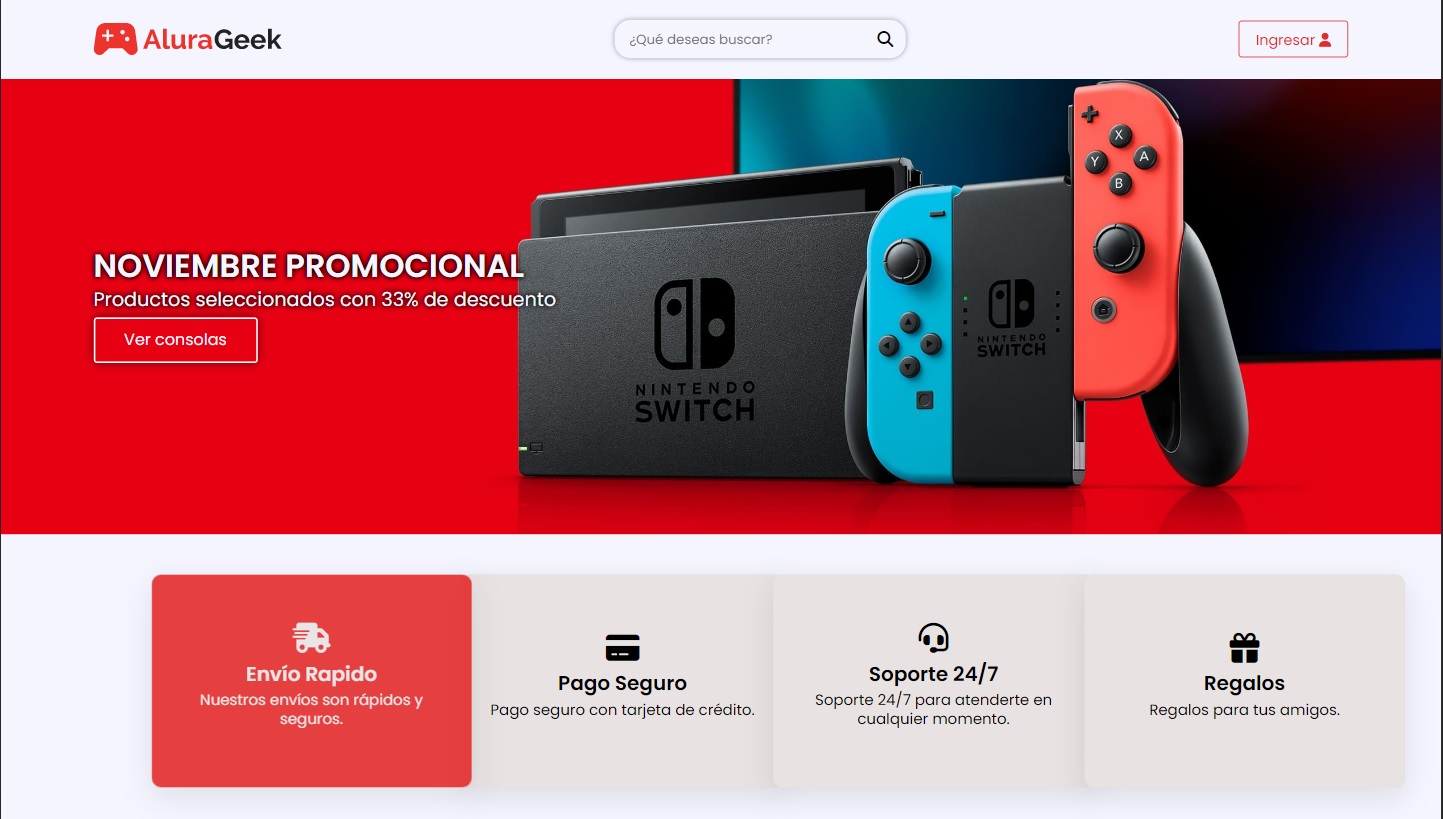 AluraGeek
¿Qué deseas buscar?
Ingresar
NOVIEMBRE PROMOCIONAL
Productos seleccionados con 33% de descuento
Ver consolas
NINTENDO
SWITCH
NINTENDO
SWITCH
X
Y
A
B
Envío Rapido
Nuestros envíos son rápidos y
seguros.
Pago Seguro
Pago seguro con tarjeta de crédito.
Soporte 24/7
Soporte 24/7 para atenderte en
cualquier momento.
Regalos
Regalos para tus amigos.